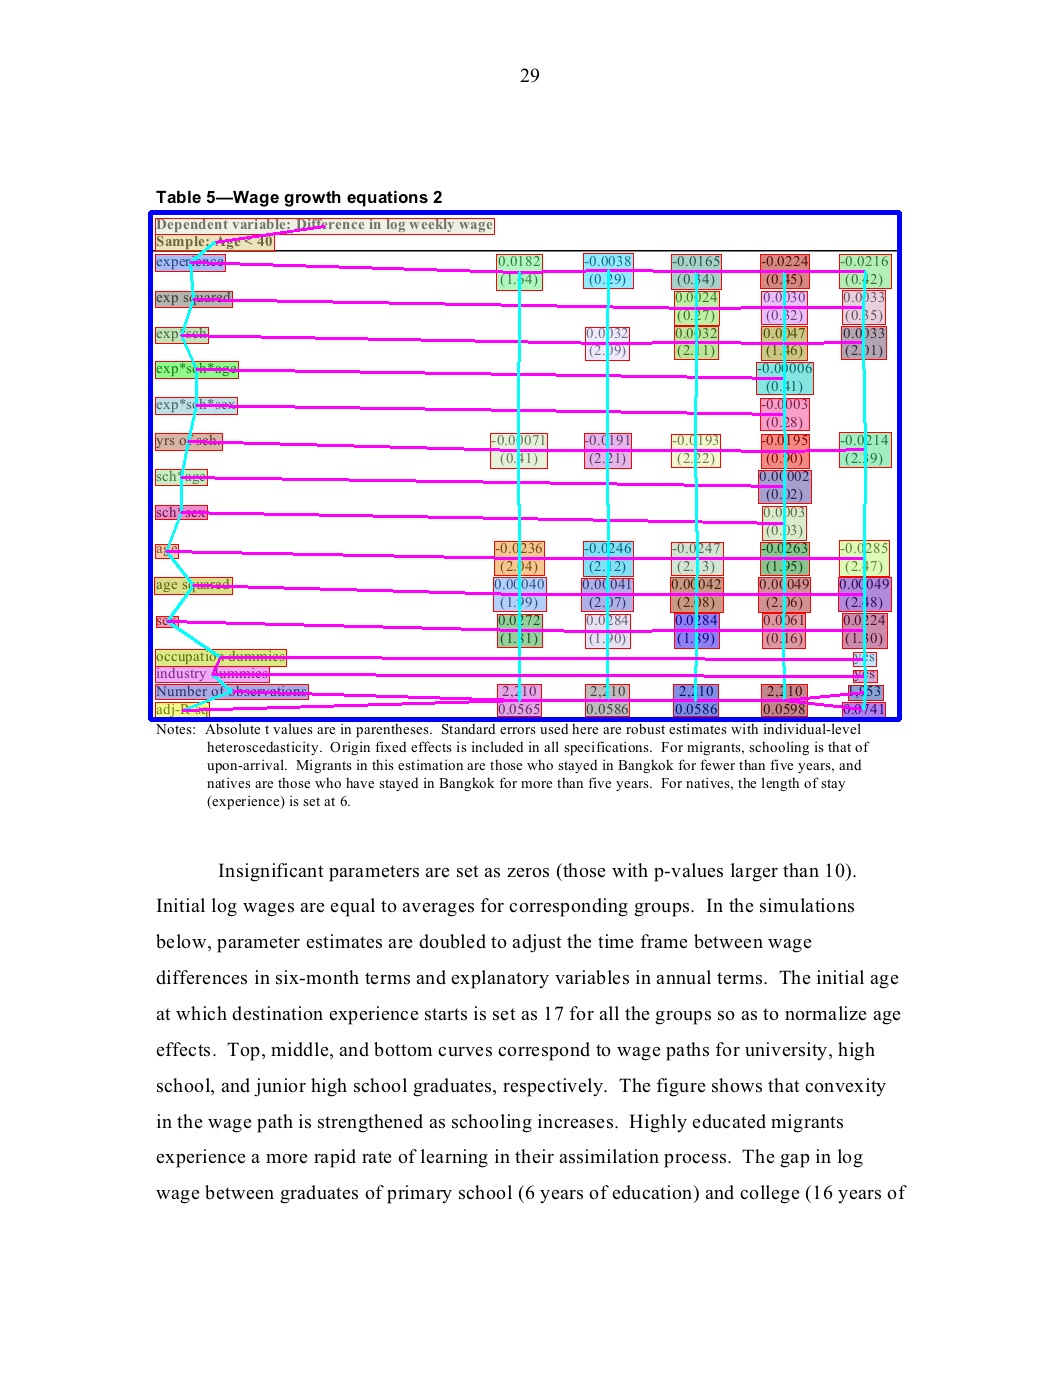 29
Table 5—Wage growth equations 2
Dependent variable: Difference in log weekly wage
Sample: Age < 40
experience 0.0182 -0.0038 -0.0165 -0.0224 -0.0216
(1.64) (0.29) (0.84) (0.45) (0.42)
exp squared 0.0024 0.0030 0.0033
(0.27) (0.32) (0.35)
exp*sch 0.0032 0.0032 0.0047 0.0033
(2.09) (2.11) (1.46) (2.01)
exp*sch*age -0.00006
(0.41)
exp*sch*sex -0.0003
(0.28)
yrs of sch. -0.00071 -0.0191 -0.0193 -0.0195 -0.0214
(0.41) (2.21) (2.22) (0.90) (2.39)
sch*age 0.00002
(0.02)
sch*sex 0.0003
(0.03)
age -0.0236 -0.0246 -0.0247 -0.0263 -0.0285
(2.04) (2.12) (2.13) (1.95) (2.47)
age squared 0.00040 0.00041 0.00042 0.00049 0.00049
(1.99) (2.07) (2.08) (2.06) (2.48)
sex 0.0272 0.0284 0.0284 0.0061 0.0224
(1.81) (1.90) (1.89) (0.16)
occupation dummies yes
industry dummies yes
Number of observations 2,210 2,210 2,210 2,210 1,953
adj-R sq 0.0565 0.0586 0.0586 0.0598 0.0741
Notes: Absolute t values are in parentheses. Standard errors used here are robust estimates with individual-level
heteroscedasticity. Origin fixed effects is included in all specifications. For migrants, schooling is that of
upon-arrival. Migrants in this estimation are those who stayed in Bangkok for fewer than five years, and
natives are those who have stayed in Bangkok for more than five years. For natives, the length of stay
(experience) is set at 6.
Insignificant parameters are set as zeros (those with p-values larger than 10).
Initial log wages are equal to averages for corresponding groups. In the simulations
below, parameter estimates are doubled to adjust the time frame between wage
differences in six-month terms and explanatory variables in annual terms. The initial age
at which destination experience starts is set as 17 for all the groups so as to normalize age
effects. Top, middle, and bottom curves correspond to wage paths for university, high
school, and junior high school graduates, respectively. The figure shows that convexity
in the wage path is strengthened as schooling increases. Highly educated migrants
experience a more rapid rate of learning in their assimilation process. The gap in log
wage between graduates of primary school (6 years of education) and college (16 years of